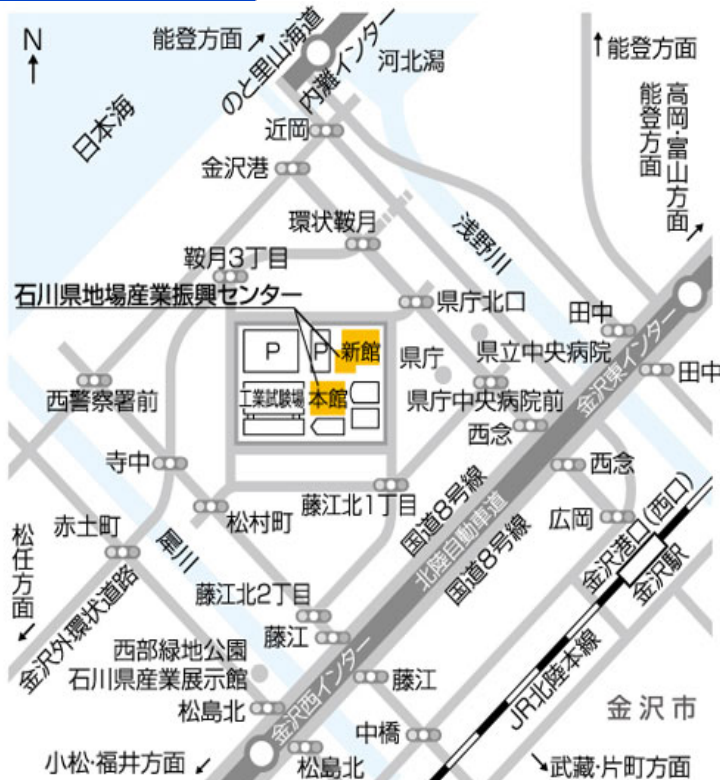 N
能登方面
のと里山海道
内灘インター
河北潟
能登方面
高岡・富山方面
能登方面
日本海
近岡
金沢港
環状鞍月
浅野川
鞍月3丁目
石川県地場産業振興センター
県庁北口
田中
P
P
新館
県庁
県立中央病院
金沢東インター
田中
西警察署前
工業試験場
本館
県庁中央病院前
西念
寺中
西念
藤江北1丁目
国道8号線
北陸自動車道
国道8号線
広岡
金沢港口(西口)
金沢駅
松村町
赤土町
松任方面
犀川
金沢外環状道路
藤江北2丁目
藤江
西部緑地公園
石川県産業展示館
金沢西インター
藤江
JR北陸本線
松島北
金沢市
中橋
小松・福井方面
松島北
武蔵・片町方面